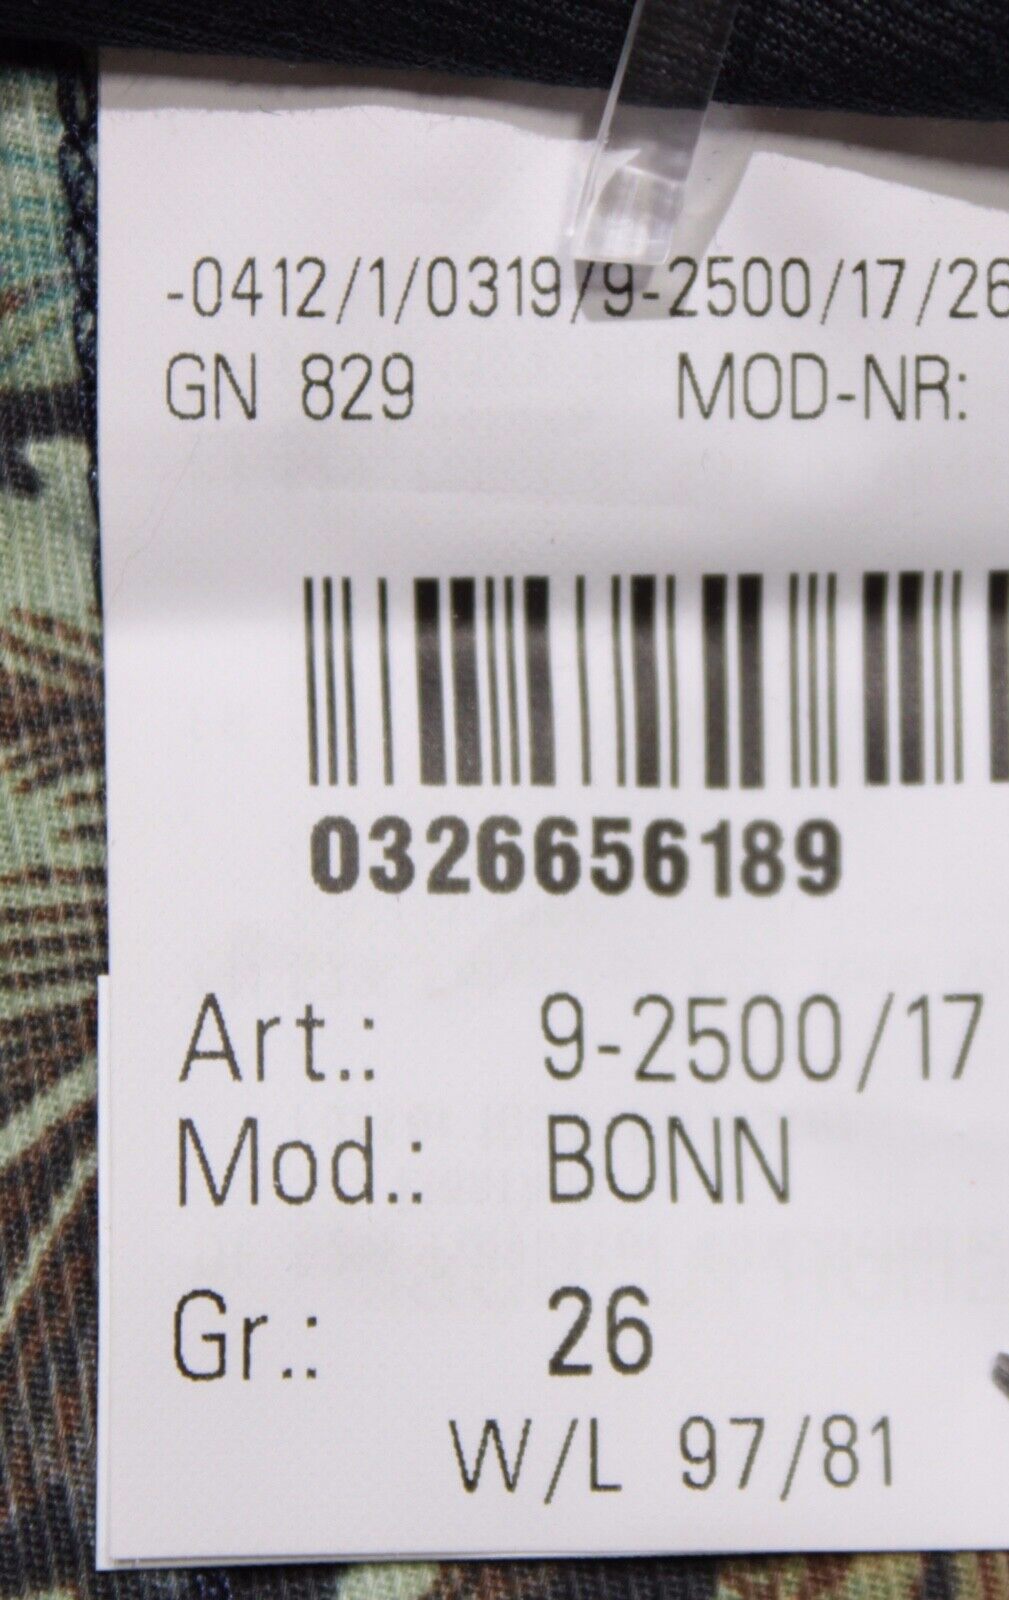 -0412/1/0319/9-2500/17/26
GN 829 MOD-NR:
0326656189
Art.: 9-2500/17
Mod.: BONN
Gr.: 26
W/L 97/81